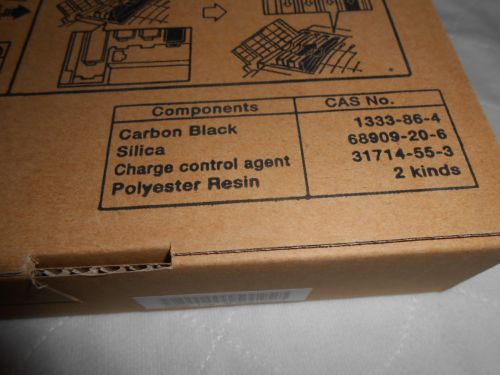 Components CAS No.
Carbon Black 1333-86-4
Silica 68909-20-6
Charge control agent 31714-55-3
Polyester Resin 2 kinds